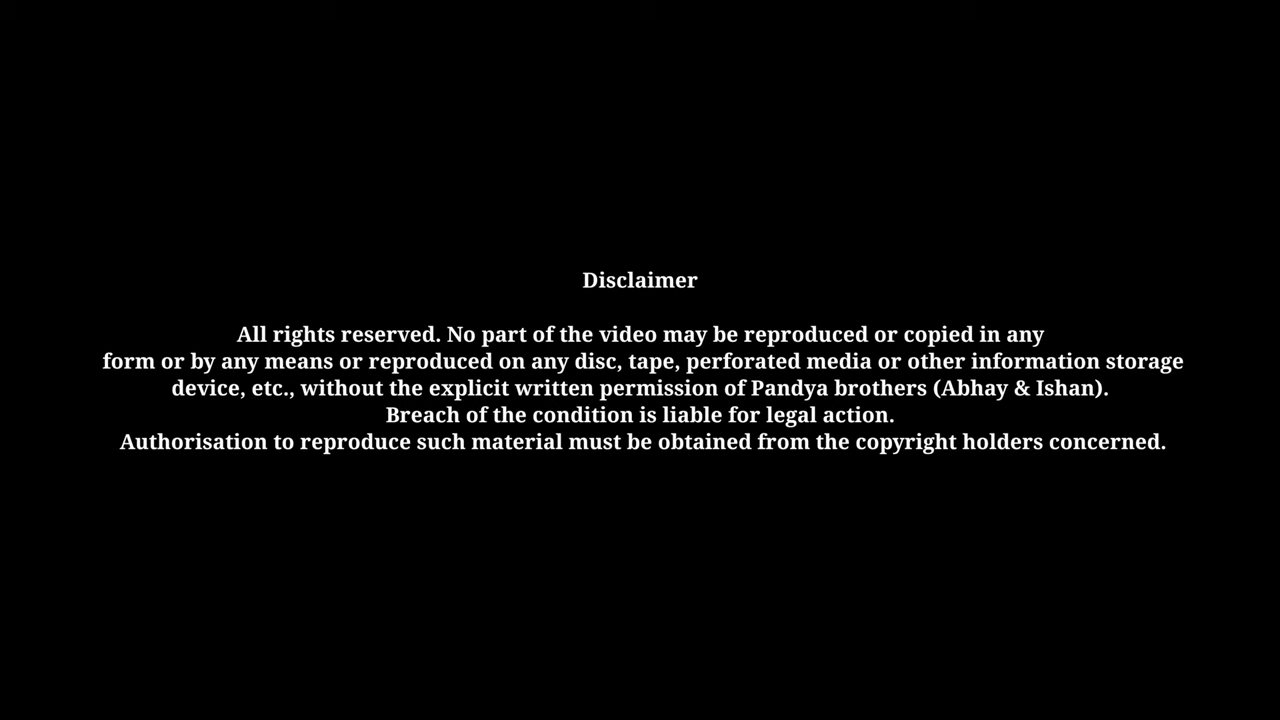 Disclaimer
All rights reserved. No part of the video may be reproduced or copied in any
form or by any means or reproduced on any disc, tape, perforated media or other information storage
device, etc., without the explicit written permission of Pandya brothers (Abhay & Ishan).
Breach of the condition is liable for legal action.
Authorisation to reproduce such material must be obtained from the copyright holders concerned.